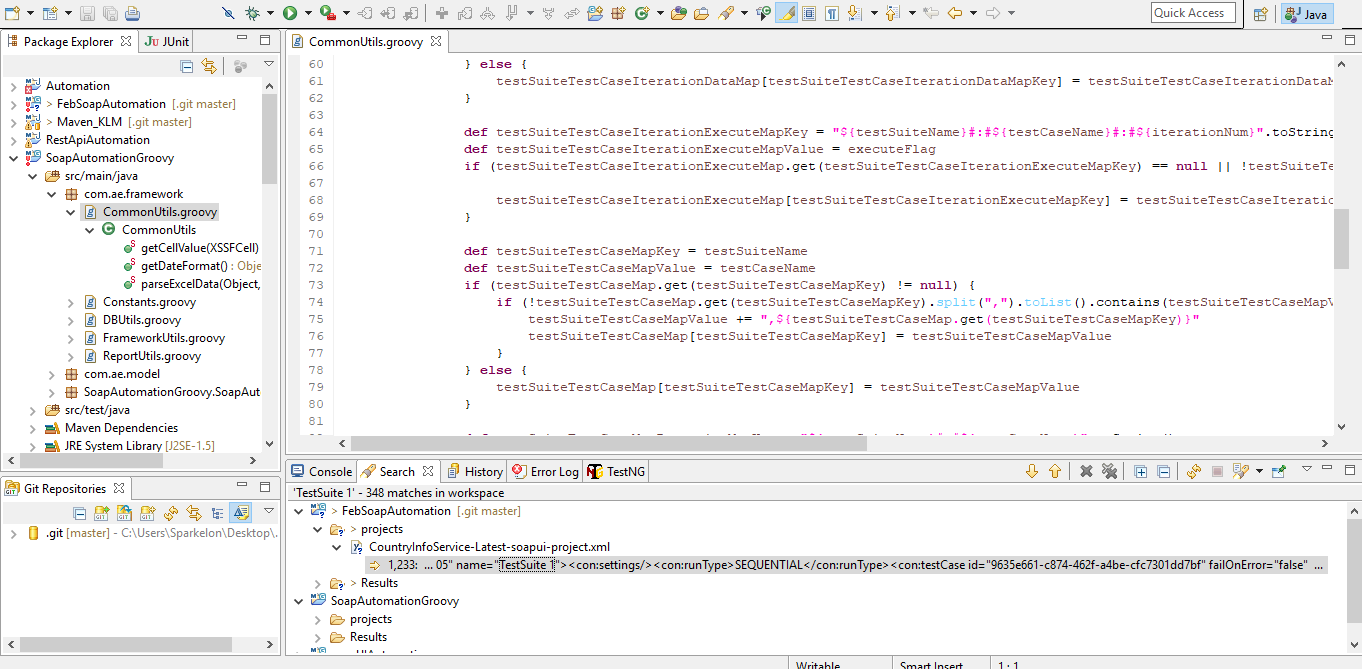 Quick Access
Java
Package Explorer
JUnit
Automation
> FebSoapAutomation [.git master]
> Maven_KLM [.git master]
RestApiAutomation
SoapAutomationGroovy
src/main/java
com.ae.framework
CommonUtils.groovy
CommonUtils
getCellValue(XSSFCell)
getDateFormat() : Obje
parseExcelData(Object,
Constants.groovy
DBUtils.groovy
FrameworkUtils.groovy
ReportUtils.groovy
com.ae.model
SoapAutomationGroovy.SoapAut
src/test/java
Maven Dependencies
JRE System Library [J2SE-1.5]
Git Repositories
.git [master] - C:\Users\Sparkelon\Desktop\.
CommonUtils.groovy
60 } else {
61 testSuiteTestCaseIterationDataMap[testSuiteTestCaseIterationDataMapKey] = testSuiteTestCaseIterationDataM
62 }
63
64 def testSuiteTestCaseIterationExecuteMapKey = "${testSuiteName}#:#${testCaseName}#:#${iterationNum}".toString
65 def testSuiteTestCaseIterationExecuteMapValue = executeFlag
66 if (testSuiteTestCaseIterationExecuteMap.get(testSuiteTestCaseIterationExecuteMapKey) == null || !testSuiteTe
67
68 testSuiteTestCaseIterationExecuteMap[testSuiteTestCaseIterationExecuteMapKey] = testSuiteTestCaseIteratio
69 }
70
71 def testSuiteTestCaseMapKey = testSuiteName
72 def testSuiteTestCaseMapValue = testCaseName
73 if (testSuiteTestCaseMap.get(testSuiteTestCaseMapKey) != null) {
74 if (!testSuiteTestCaseMap.get(testSuiteTestCaseMapKey).split(",").toList().contains(testSuiteTestCaseMapV
75 testSuiteTestCaseMapValue += ",${testSuiteTestCaseMap.get(testSuiteTestCaseMapKey)}"
76 testSuiteTestCaseMap[testSuiteTestCaseMapKey] = testSuiteTestCaseMapValue
77 }
78 } else {
79 testSuiteTestCaseMap[testSuiteTestCaseMapKey] = testSuiteTestCaseMapValue
80 }
81
Console
Search
History
Error Log
TestNG
'TestSuite 1' - 348 matches in workspace
> FebSoapAutomation [.git master]
> projects
CountryInfoService-Latest-soapui-project.xml
1,233: ... 05" name="TestSuite 1"><con:settings/><con:runType>SEQUENTIAL</con:runType><con:testCase id="9635e661-c874-462f-a4be-cfc7301dd7bf" failOnError="false" ...
> Results
SoapAutomationGroovy
projects
Results
Writable
Smart Insert
1 : 1